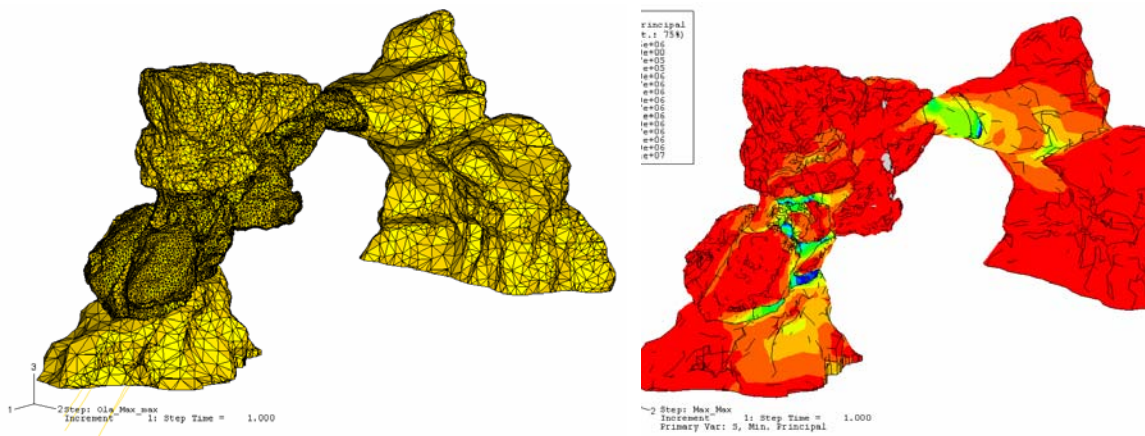 3
1
2
Step: Ola_Max_max
Increment 1: Step Time = 1.000
rincipal
t.: 75%)
e+06
e+00
e+05
e+05
e+06
e+06
e+06
e+06
e+06
e+06
e+06
e+06
e+06
e+07
2
Step: Max_Max
Increment 1: Step Time = 1.000
Primary Var: S, Min. Principal